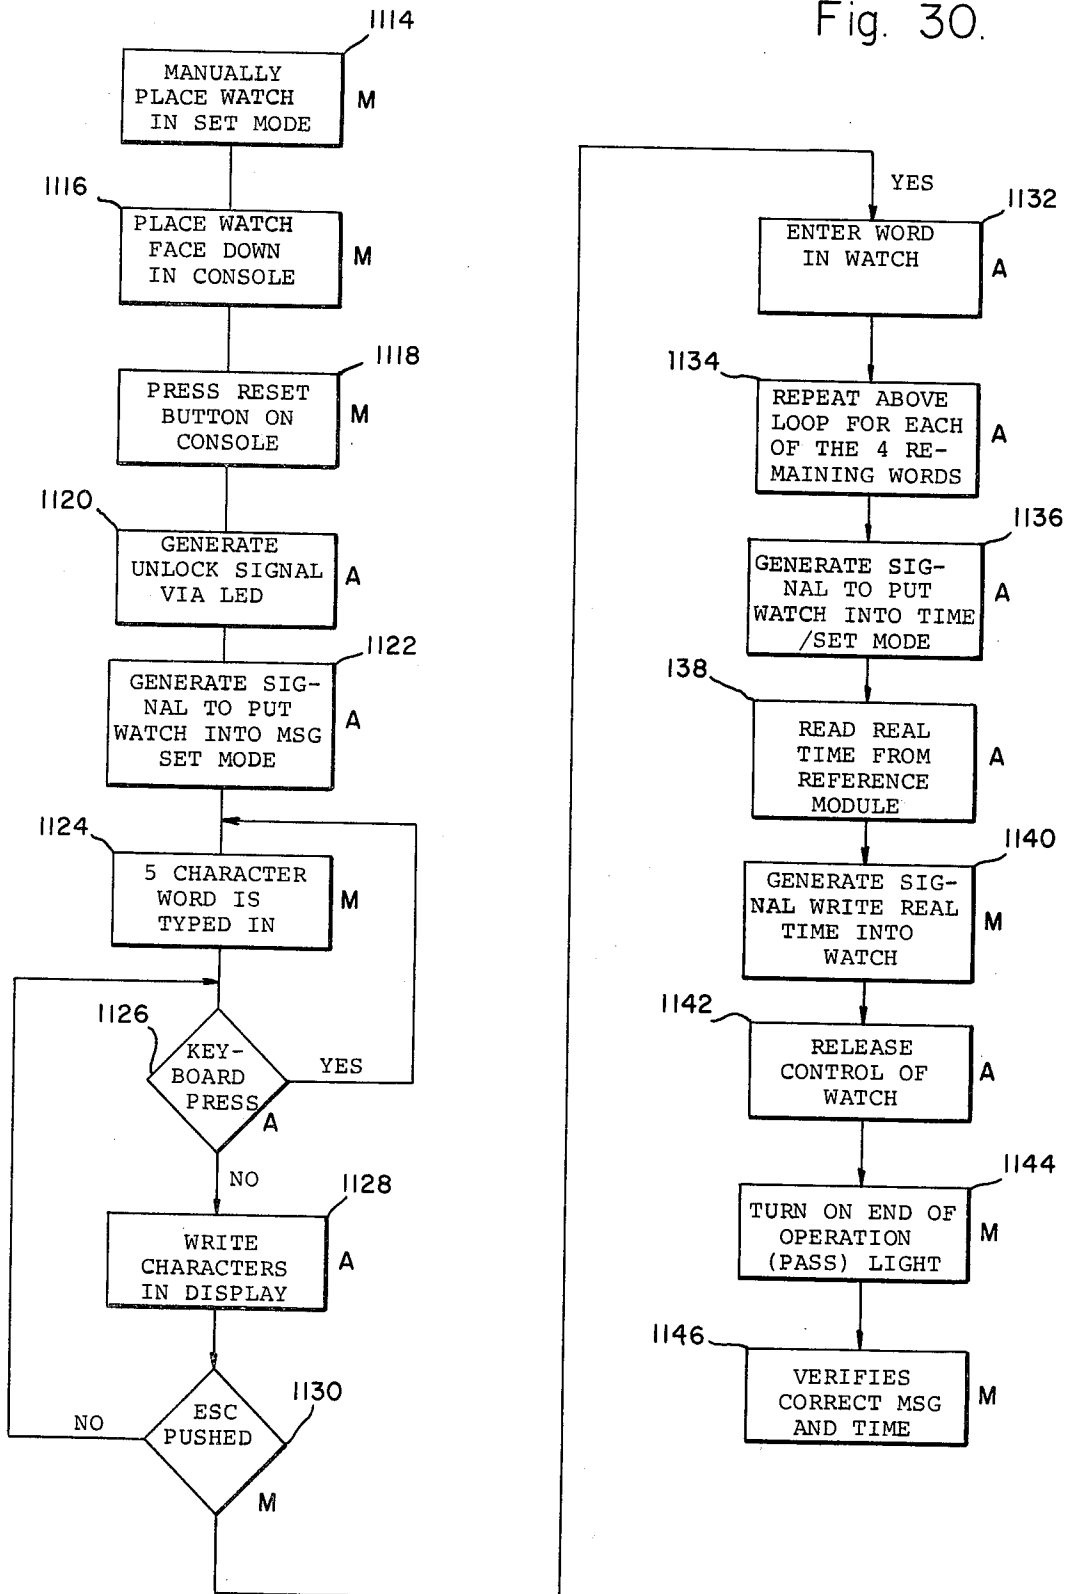 Fig. 30.
1114
MANUALLY
PLACE WATCH
IN SET MODE
M
1116
PLACE WATCH
FACE DOWN
IN CONSOLE
M
1118
PRESS RESET
BUTTON ON
CONSOLE
M
1120
GENERATE
UNLOCK SIGNAL
VIA LED
A
1122
GENERATE SIG-
NAL TO PUT
WATCH INTO MSG
SET MODE
A
1124
5 CHARACTER
WORD IS
TYPED IN
M
1126
KEY-
BOARD
PRESS
A
YES
NO
1128
WRITE
CHARACTERS
IN DISPLAY
A
1130
ESC
PUSHED
M
NO
YES
1132
ENTER WORD
IN WATCH
A
1134
REPEAT ABOVE
LOOP FOR EACH
OF THE 4 RE-
MAINING WORDS
A
1136
GENERATE SIG-
NAL TO PUT
WATCH INTO TIME
/SET MODE
A
138
READ REAL
TIME FROM
REFERENCE
MODULE
A
1140
GENERATE SIG-
NAL WRITE REAL
TIME INTO
WATCH
M
1142
RELEASE
CONTROL OF
WATCH
A
1144
TURN ON END OF
OPERATION
(PASS) LIGHT
M
1146
VERIFIES
CORRECT MSG
AND TIME
M